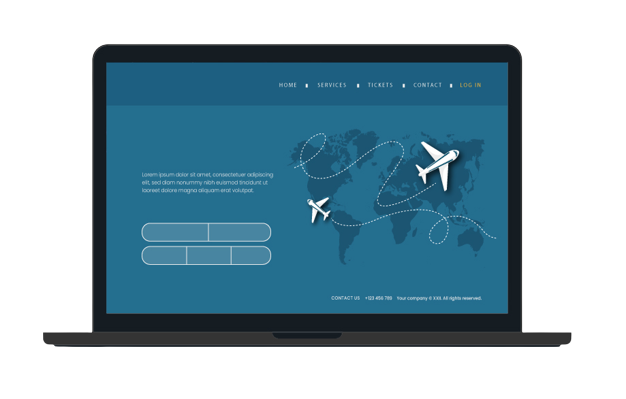 HOME SERVICES TICKETS CONTACT LOG IN
Lorem ipsum dolor sit amet, consectetuer adipiscing
elit, sed diam nonummy nibh euismod tincidunt ut
laoreet dolore magna aliquam erat volutpat.
CONTACT US +123 456 789 Your company © XXII. All rights reserved.